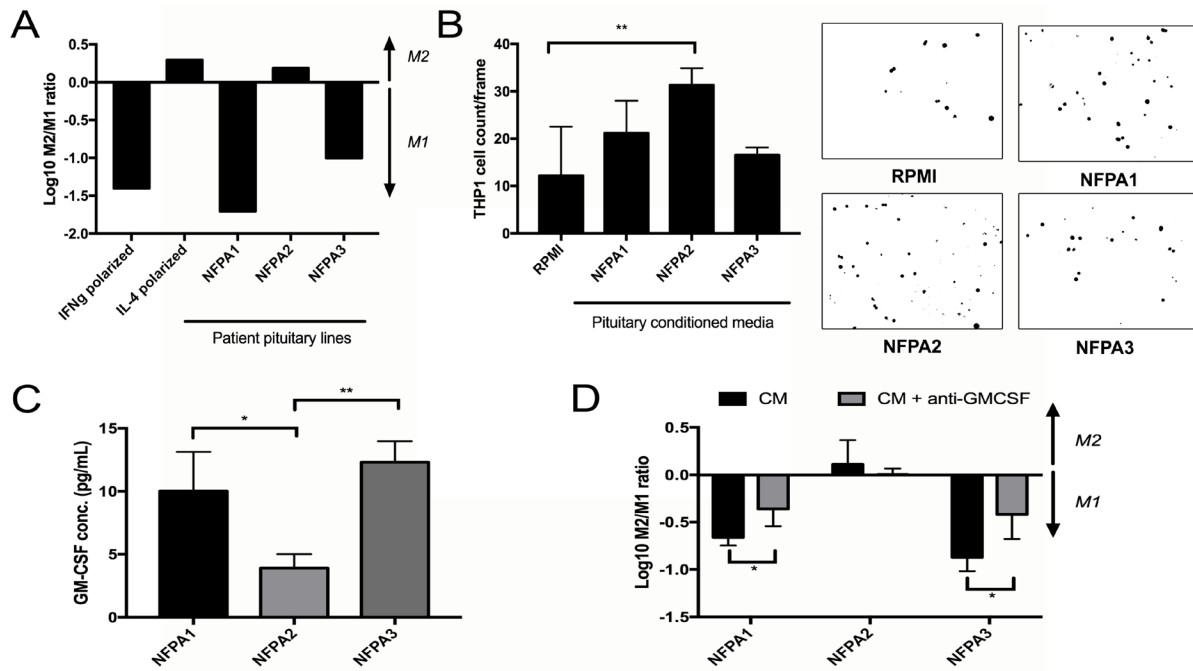 A
Log10 M2/M1 ratio
0.5
0.0
-0.5
-1.0
-1.5
-2.0
M2
M1
IFNg polarized
IL-4 polarized
NFPA1
NFPA2
NFPA3
Patient pituitary lines
B
THP1 cell count/frame
40
30
20
10
0
**
RPMI
NFPA1
NFPA2
NFPA3
Pituitary conditioned media
RPMI
NFPA1
NFPA2
NFPA3
C
GM-CSF conc. (pg/mL)
15
10
5
0
*
**
NFPA1
NFPA2
NFPA3
D
CM
CM + anti-GMCSF
Log10 M2/M1 ratio
0.5
0.0
-0.5
-1.0
-1.5
M2
M1
*
*
NFPA1
NFPA2
NFPA3